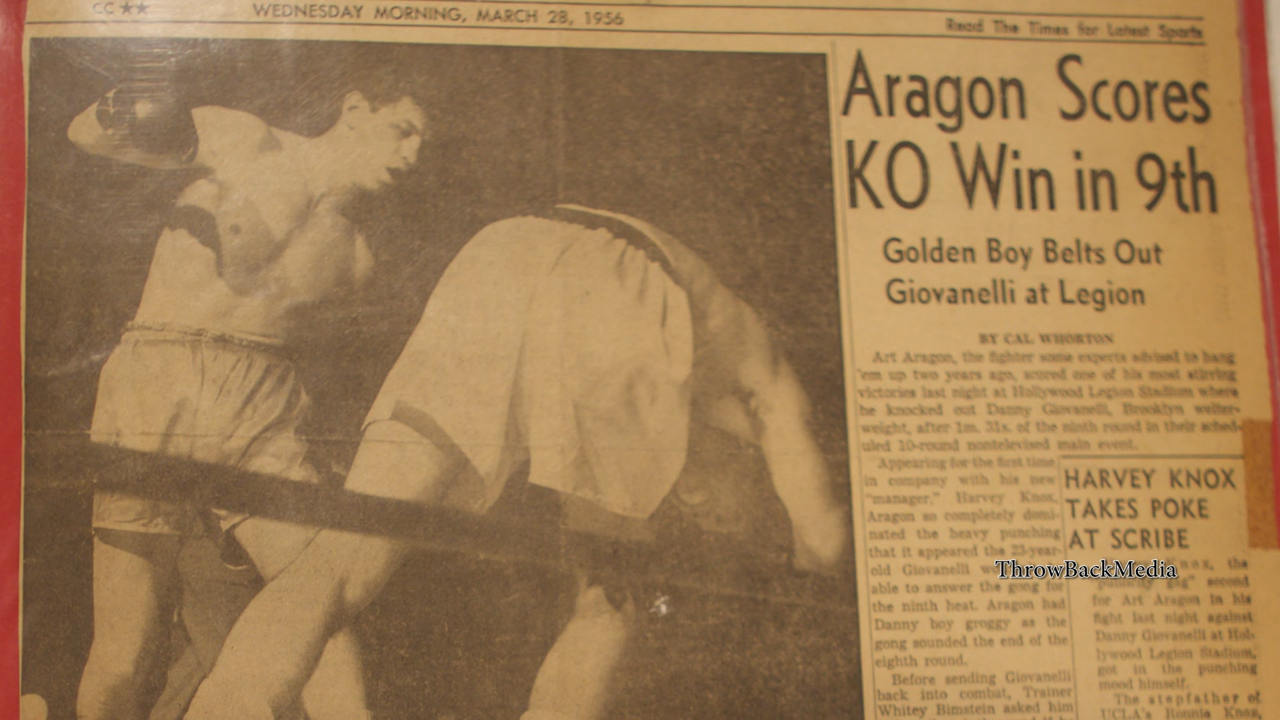 CC ★★
WEDNESDAY MORNING, MARCH 28, 1956
Read The Times for Latest Sports
Aragon Scores
KO Win in 9th
Golden Boy Belts Out
Giovanelli at Legion
BY CAL WHORTON
Art Aragon, the fighter some experts advised to hang
'em up two years ago, scored one of his most stirring
victories last night at Hollywood Legion Stadium where
he knocked out Danny Giovanelli, Brooklyn welter-
weight, after 1m. 31s. of the ninth round in their sched-
uled 10-round nontelevised main event.
Appearing for the first time
in company with his new
"manager," Harvey Knox,
Aragon so completely domi-
nated the heavy punching
that it appeared the 23-year-
old Giovanelli
able to answer the gong for
the ninth heat. Aragon had
Danny boy groggy as the
gong sounded the end of the
eighth round.
Before sending Giovanelli
back into combat, Trainer
Whitey Bimstein asked him
HARVEY KNOX
TAKES POKE
AT SCRIBE
ThrowBackMedia
Knox, the
second
for Art Aragon in his
fight last night against
Danny Giovanelli at Hol-
lywood Legion Stadium,
got in the punching
mood himself.
The stepfather of
UCLA's Ronnie Knox,